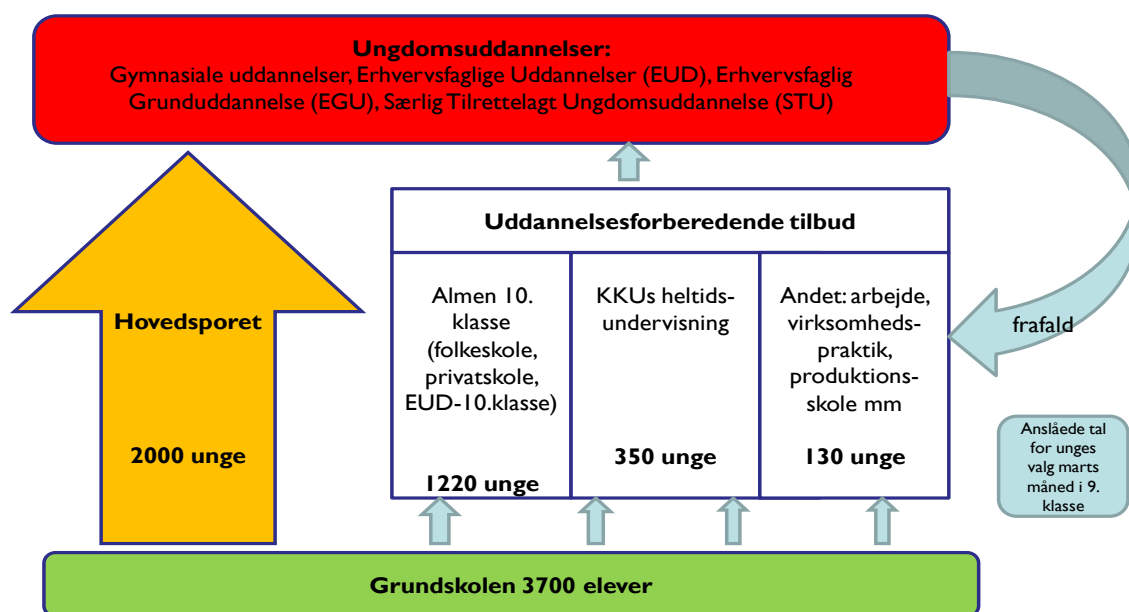 Ungdomsuddannelser:
Gymnasiale uddannelser, Erhvervsfaglige Uddannelser (EUD), Erhvervsfaglig
Grunduddannelse (EGU), Særlig Tilrettelagt Ungdomsuddannelse (STU)
Uddannelsesforberedende tilbud
Hovedsporet
2000 unge
Almen 10.
klasse
(folkeskole,
privatskole,
EUD-10.klasse)
1220 unge
KKUs heltids-
undervisning
350 unge
Andet: arbejde,
virksomheds-
praktik,
produktions-
skole mm
130 unge
frafald
Anslåede tal
for unges
valg marts
måned i 9.
klasse
Grundskolen 3700 elever